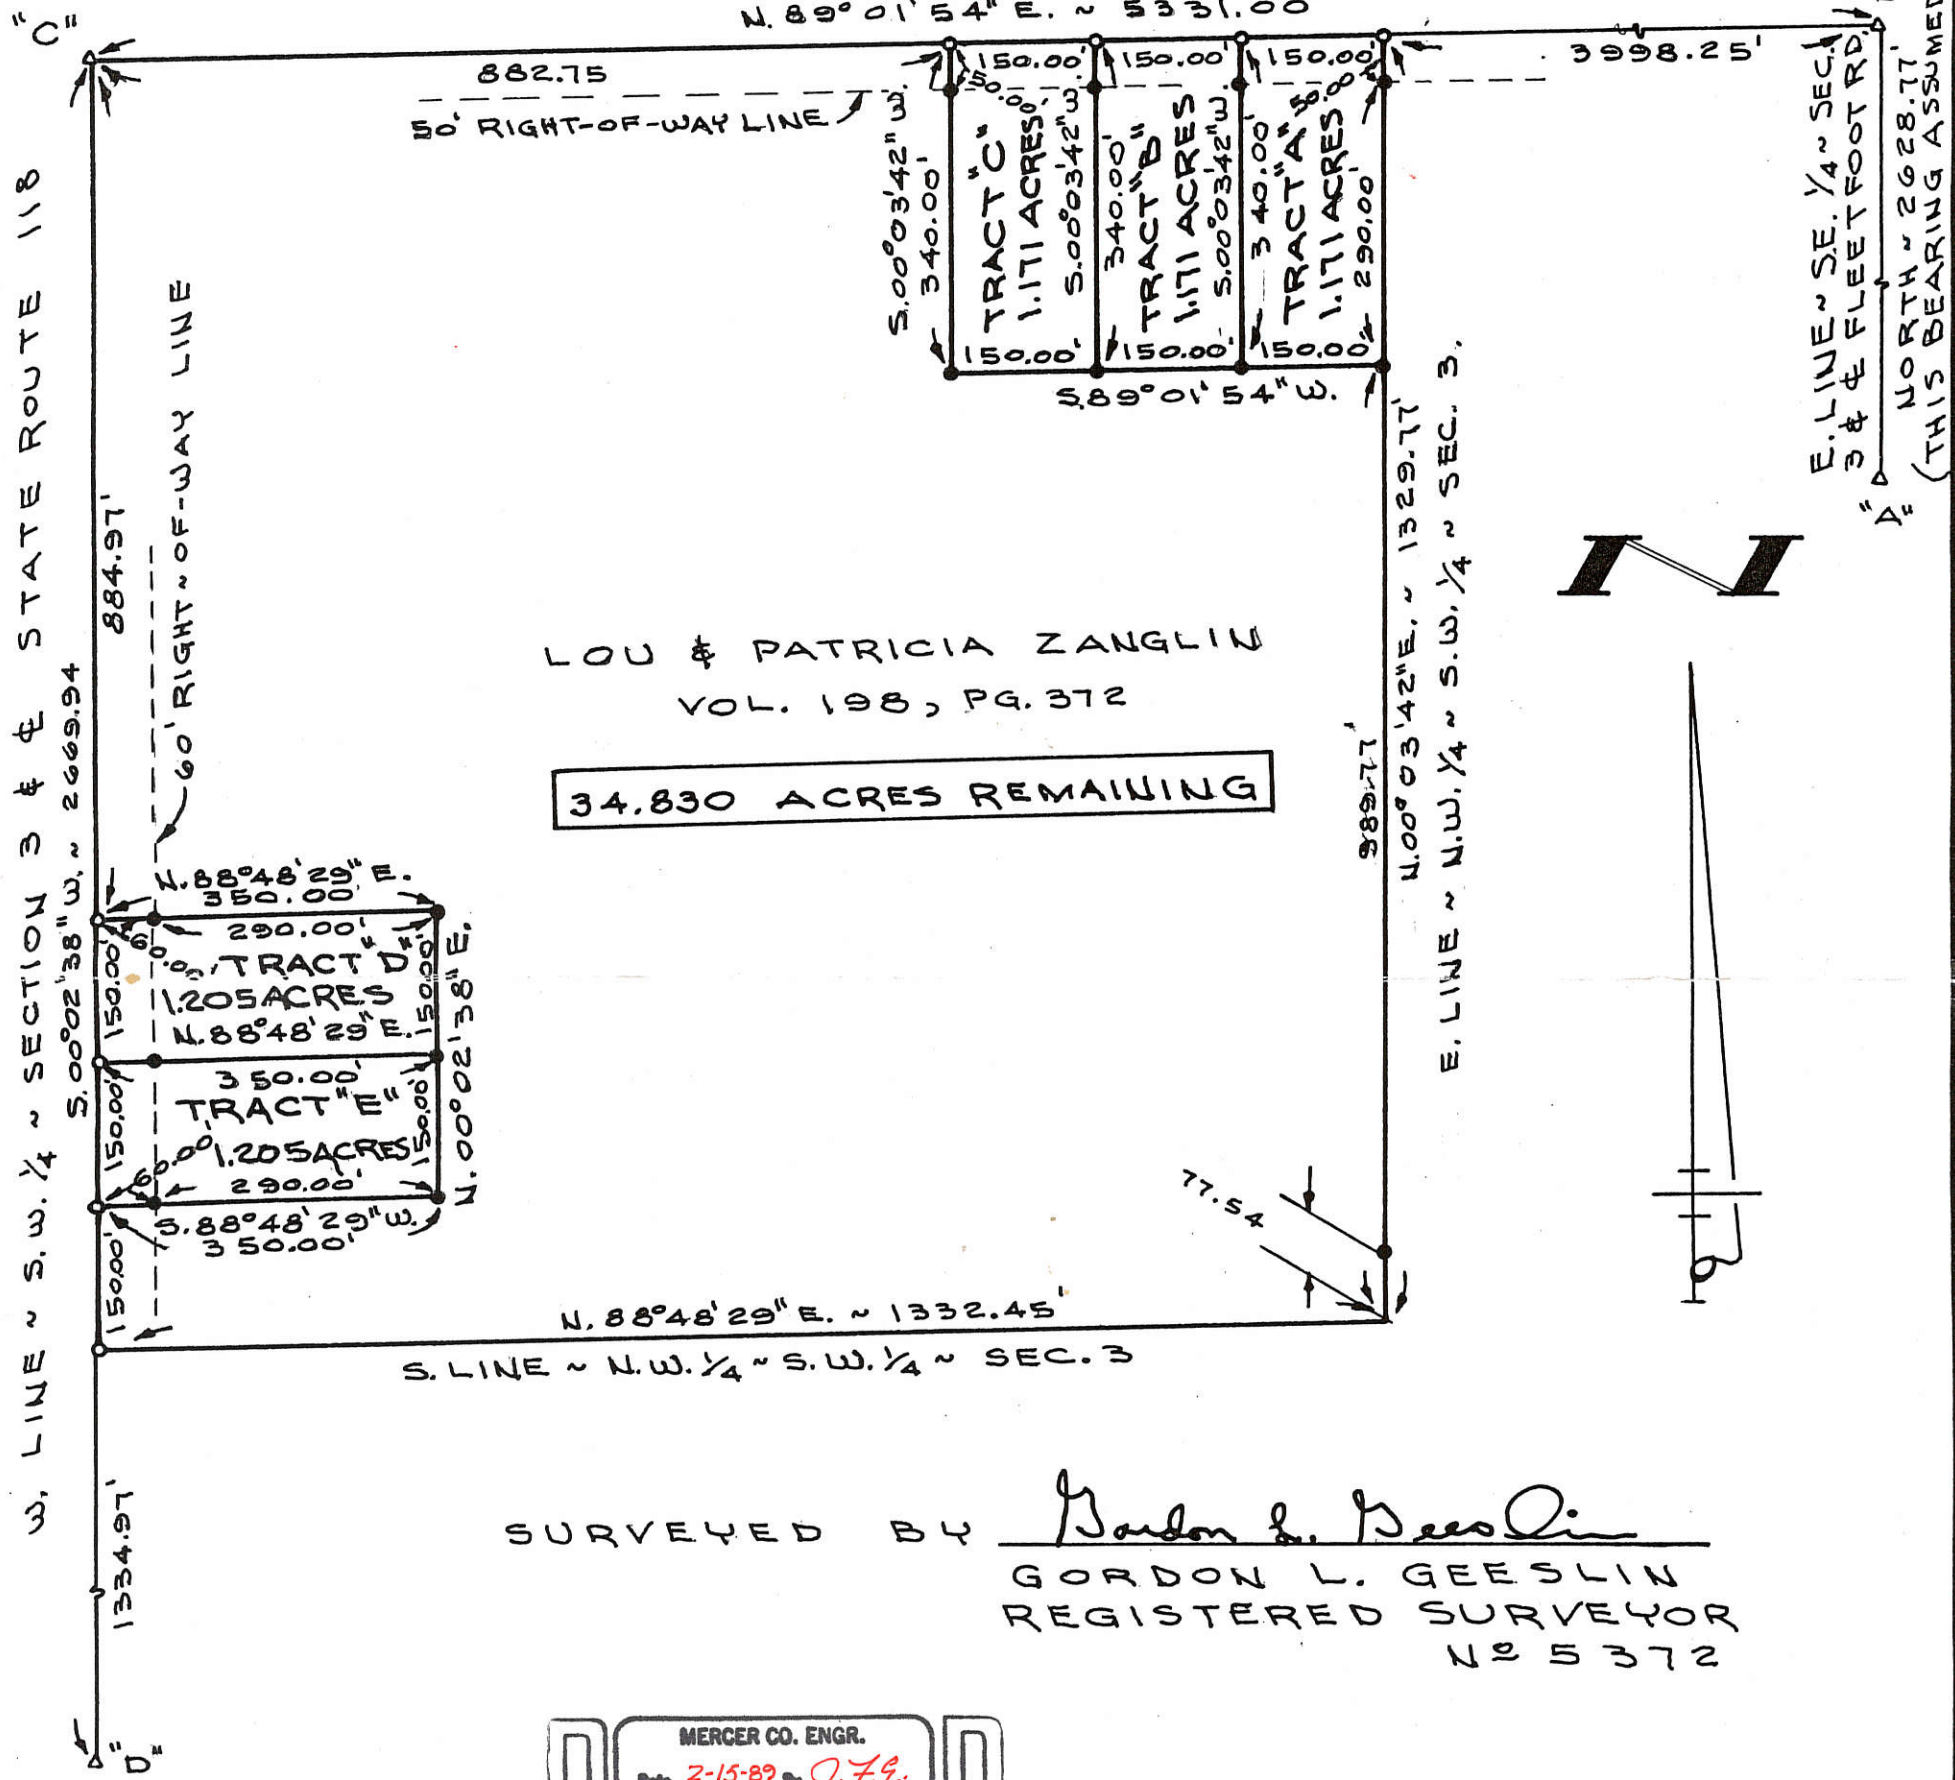 "C"
N. 89° 01' 54" E. ~ 5331.00
882.75
150.00'
150.00'
150.00'
3998.25'
50' RIGHT-OF-WAY LINE
50.00'
50.00'
S.00°03'42"W.
340.00'
TRACT "C"
1.171 ACRES
S.00°03'42"W.
340.00'
TRACT "B"
1.171 ACRES
S.00°03'42"W.
340.00'
TRACT "A"
1.171 ACRES
290.00'
150.00'
150.00'
150.00'
S.89°01'54"W.
E. LINE ~ S.E. 1/4 ~ SEC.
3 & ℄ FLEETFOOT RD.
NORTH ~ 2628.77'
(THIS BEARING ASSUMED
"A"
N
W. LINE ~ S.W. 1/4 ~ SECTION 3 & ℄ STATE ROUTE 118
S.00°02'38"W. ~ 2669.94
884.97'
60' RIGHT~OF-WAY LINE
LOU & PATRICIA ZANGLIN
VOL. 198, PG. 372
34.830 ACRES REMAINING
989.77'
N.00°03'42"E. ~ 1329.77'
E. LINE ~ N.W. 1/4 ~ S.W. 1/4 ~ SEC. 3.
N.88°48'29"E.
350.00'
290.00'
60.00'
150.00'
TRACT "D"
1.205 ACRES
150.00'
N.88°48'29"E.
350.00'
N.00°02'38"E.
150.00'
TRACT "E"
1.205 ACRES
150.00'
60.00'
290.00'
S.88°48'29"W.
350.00'
150.00'
77.54
N. 88°48'29" E. ~ 1332.45'
S. LINE ~ N.W. 1/4 ~ S.W. 1/4 ~ SEC. 3
1334.97'
"D"
SURVEYED BY Gordon L. Geeslin
GORDON L. GEESLIN
REGISTERED SURVEYOR
Nº 5372
MERCER CO. ENGR.
2-15-89